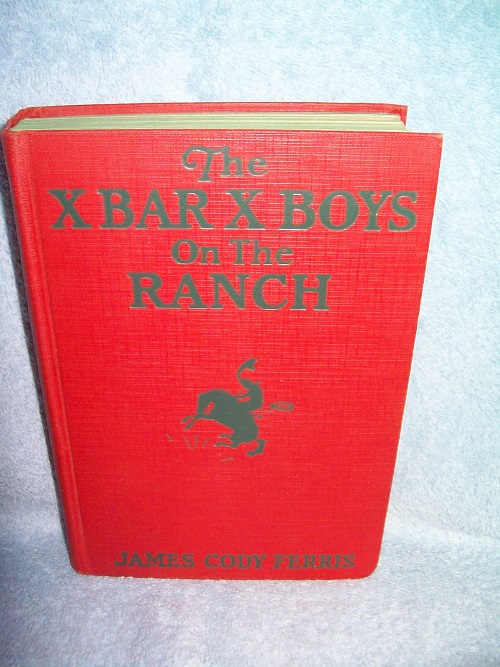 The
X BAR X BOYS
On The
RANCH
JAMES CODY FERRIS